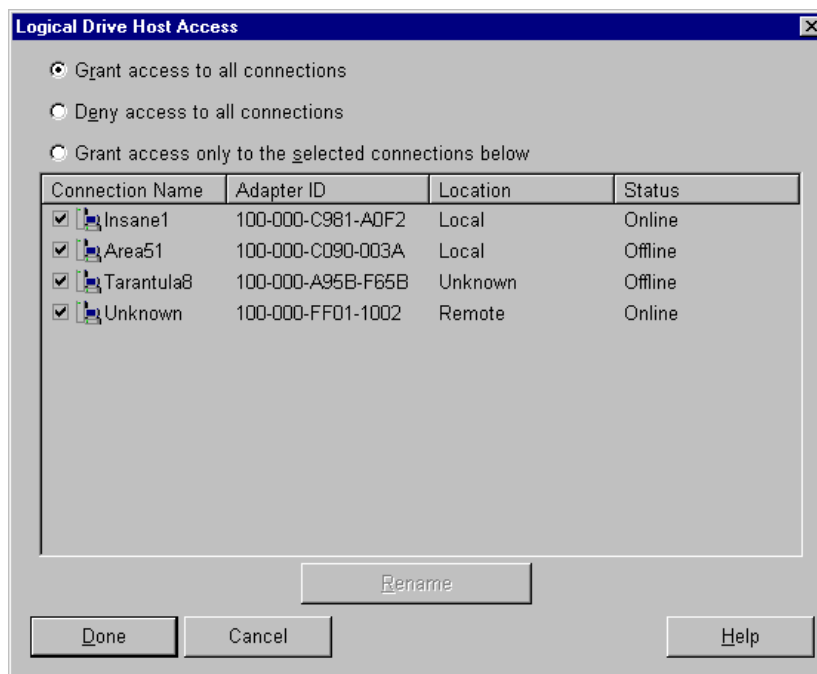 Logical Drive Host Access
Grant access to all connections
Deny access to all connections
Grant access only to the selected connections below
Connection Name Adapter ID Location Status
Insane1 100-000-C981-A0F2 Local Online
Area51 100-000-C090-003A Local Offline
Tarantula8 100-000-A95B-F65B Unknown Offline
Unknown 100-000-FF01-1002 Remote Online
Rename
Done Cancel Help